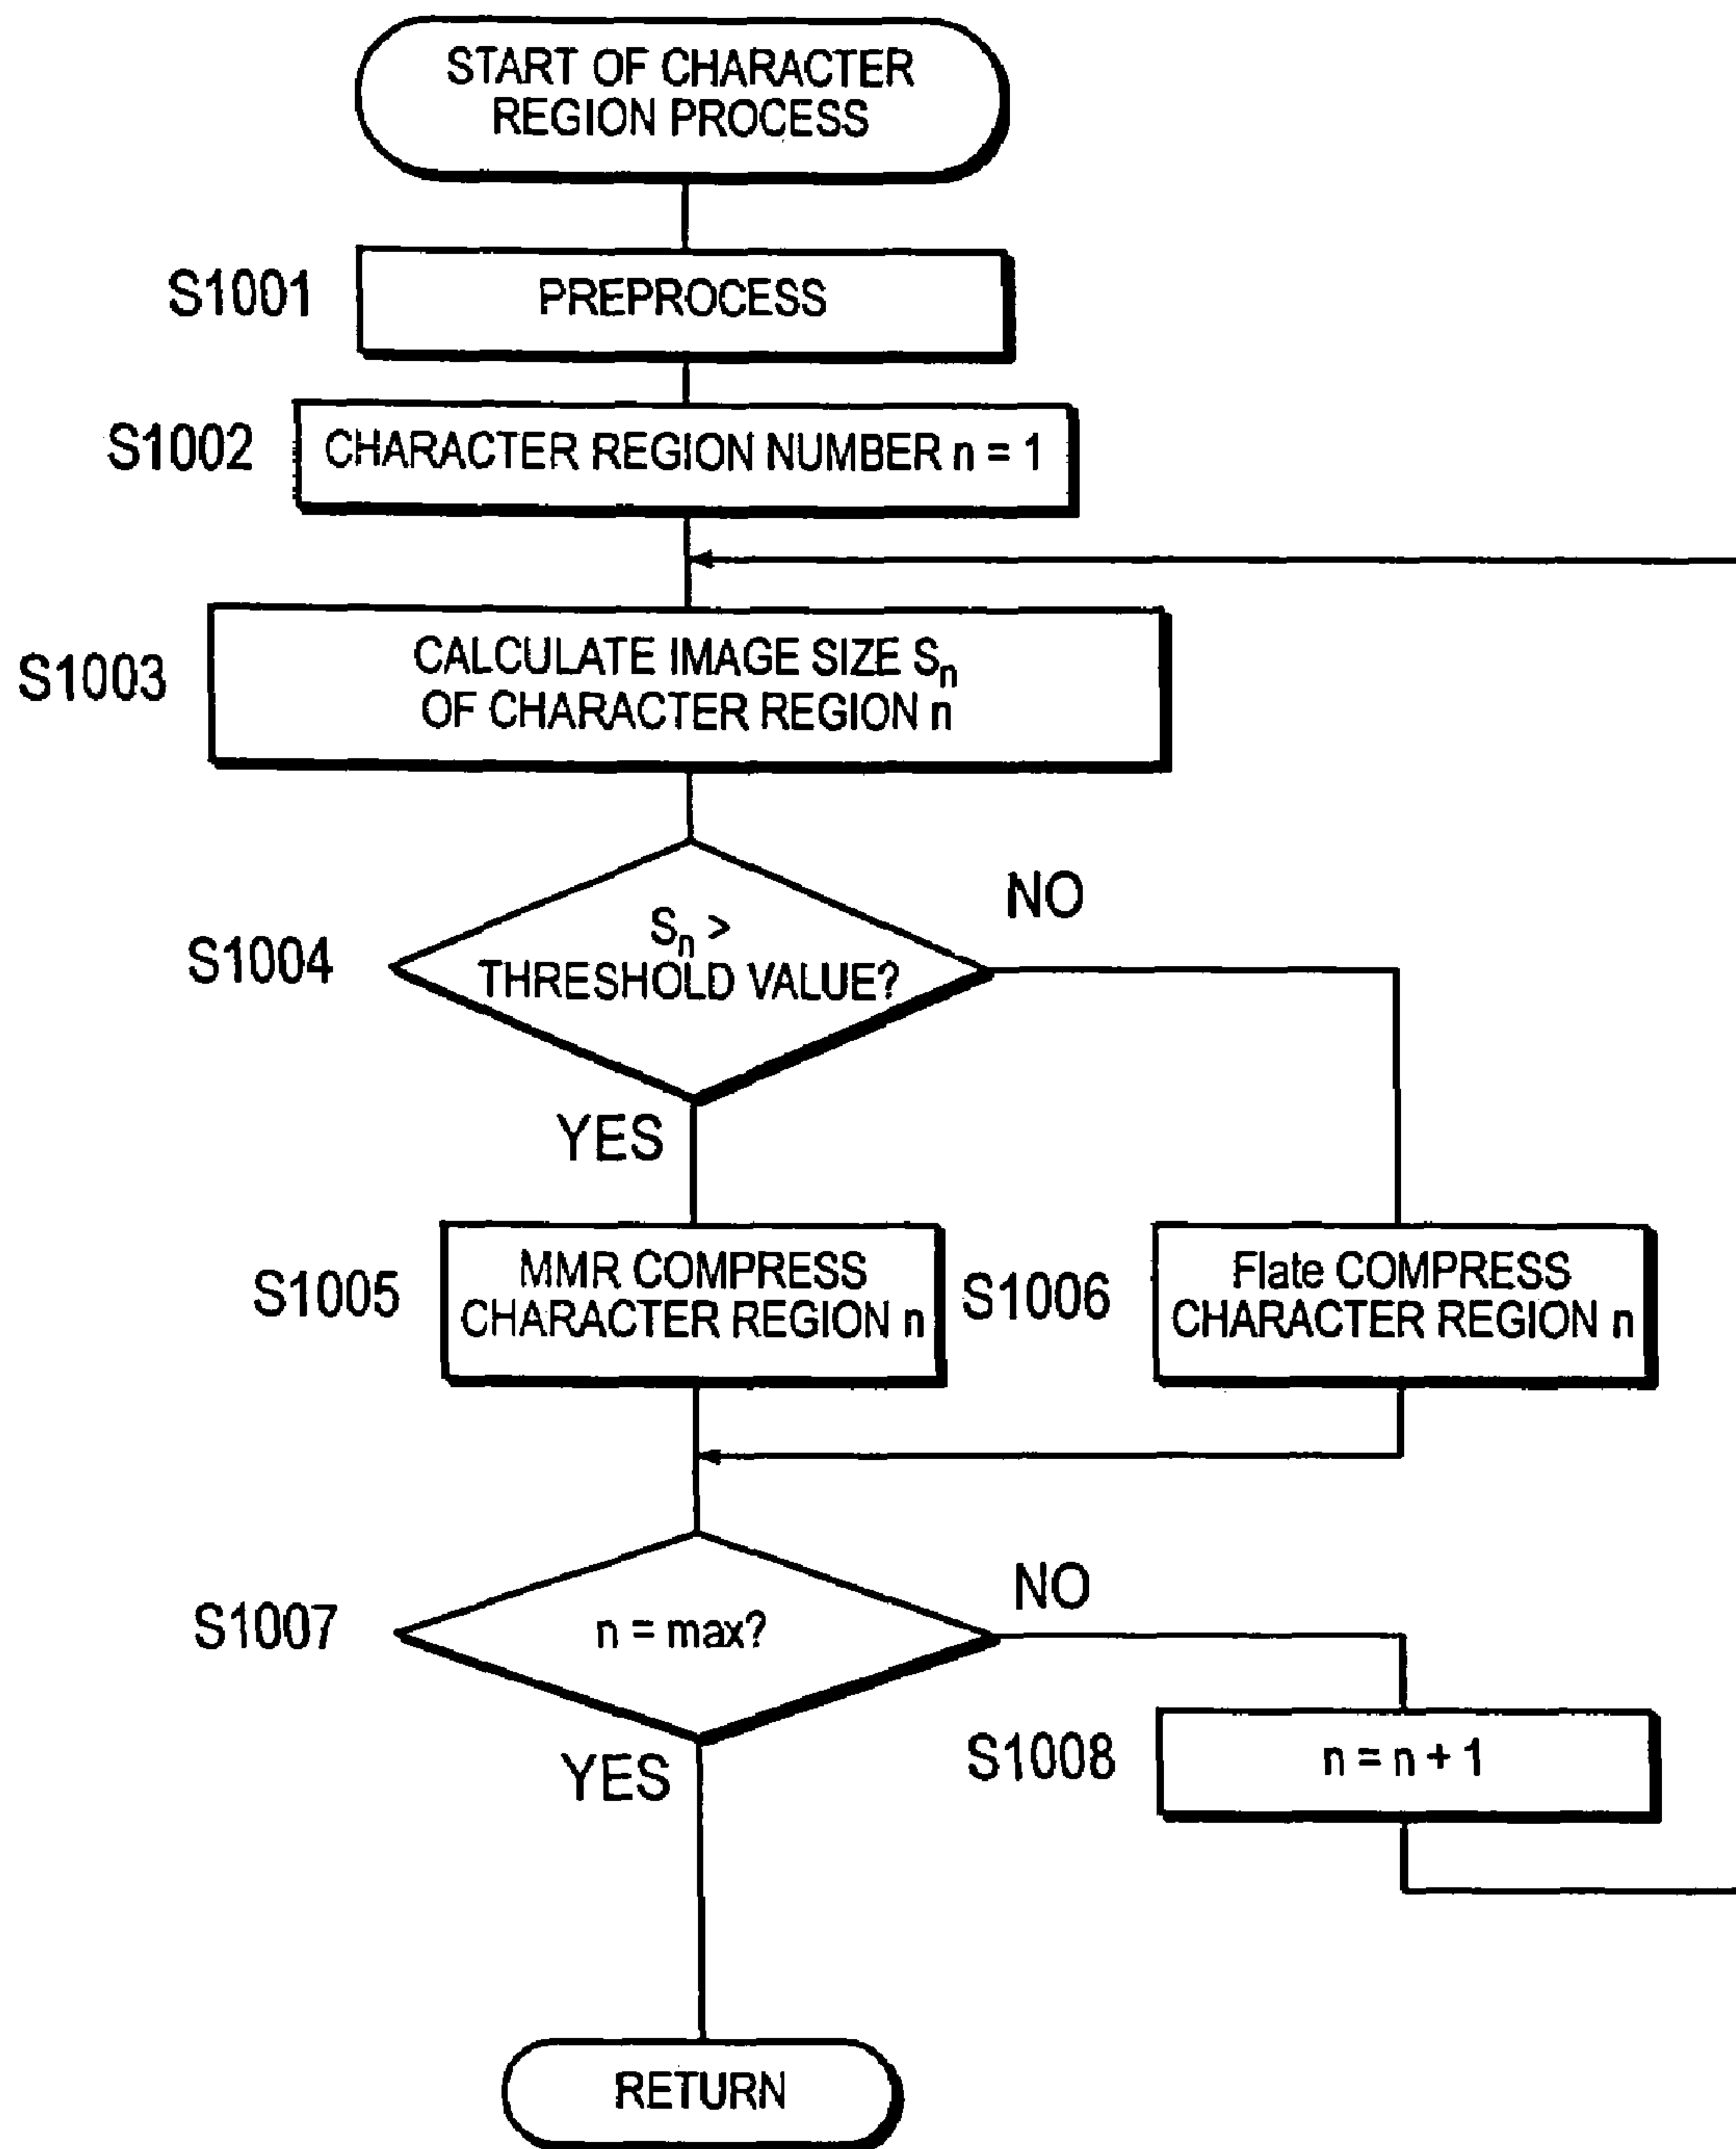 START OF CHARACTER
REGION PROCESS
S1001
PREPROCESS
S1002
CHARACTER REGION NUMBER n = 1
S1003
CALCULATE IMAGE SIZE Sn
OF CHARACTER REGION n
S1004
Sn >
THRESHOLD VALUE?
NO
YES
S1005
MMR COMPRESS
CHARACTER REGION n
S1006
Flate COMPRESS
CHARACTER REGION n
S1007
n = max?
NO
YES
S1008
n = n + 1
RETURN